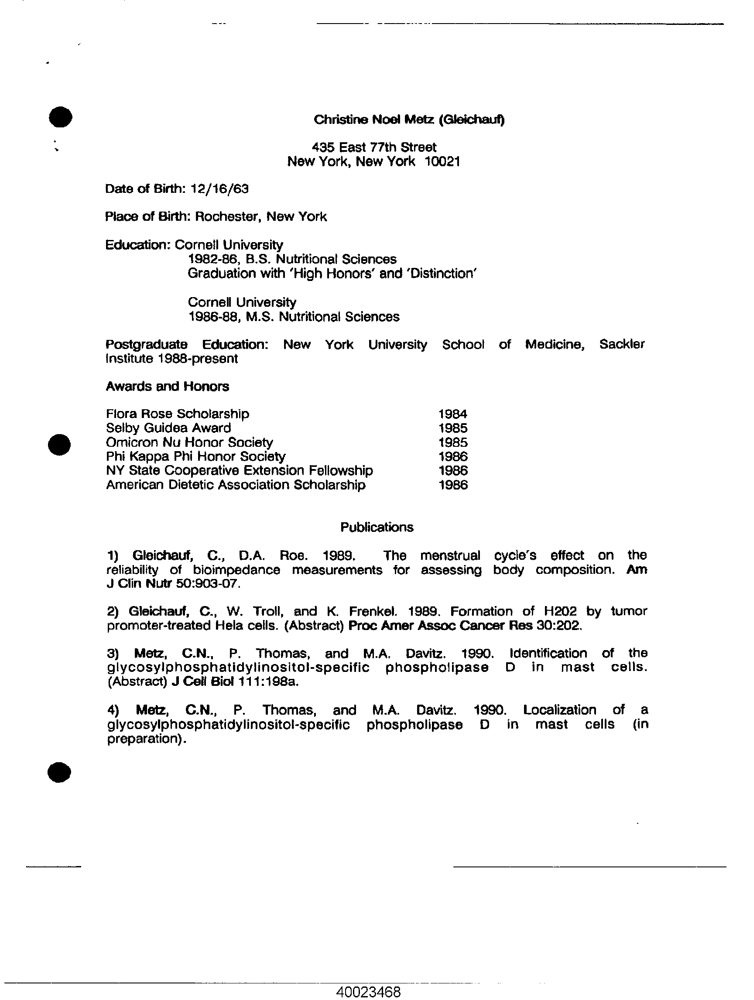 Christine Noel Metz (Gleichauf)
435 East 77th Street
New York, New York 10021
Date of Birth: 12/16/63
Place of Birth: Rochester, New York
Education: Cornell University
1982-86, B.S. Nutritional Sciences
Graduation with 'High Honors' and 'Distinction'
Cornell University
1986-88, M.S. Nutritional Sciences
Postgraduate Education: New York University School of Medicine, Sackler
Institute 1988-present
Awards and Honors
Flora Rose Scholarship 1984
Selby Guidea Award 1985
Omicron Nu Honor Society 1985
Phi Kappa Phi Honor Society 1986
NY State Cooperative Extension Fellowship 1986
American Dietetic Association Scholarship 1986
Publications
1) Gleichauf, C., D.A. Roe. 1989. The menstrual cycle's effect on the
reliability of bioimpedance measurements for assessing body composition. Am
J Clin Nutr 50:903-07.
2) Gleichauf, C., W. Troll, and K. Frenkel. 1989. Formation of H202 by tumor
promoter-treated Hela cells. (Abstract) Proc Amer Assoc Cancer Res 30:202.
3) Metz, C.N., P. Thomas, and M.A. Davitz. 1990. Identification of the
glycosylphosphatidylinositol-specific phospholipase D in mast cells.
(Abstract) J Cell Biol 111:198a.
4) Metz, C.N., P. Thomas, and M.A. Davitz. 1990. Localization of a
glycosylphosphatidylinositol-specific phospholipase D in mast cells (in
preparation).
40023468